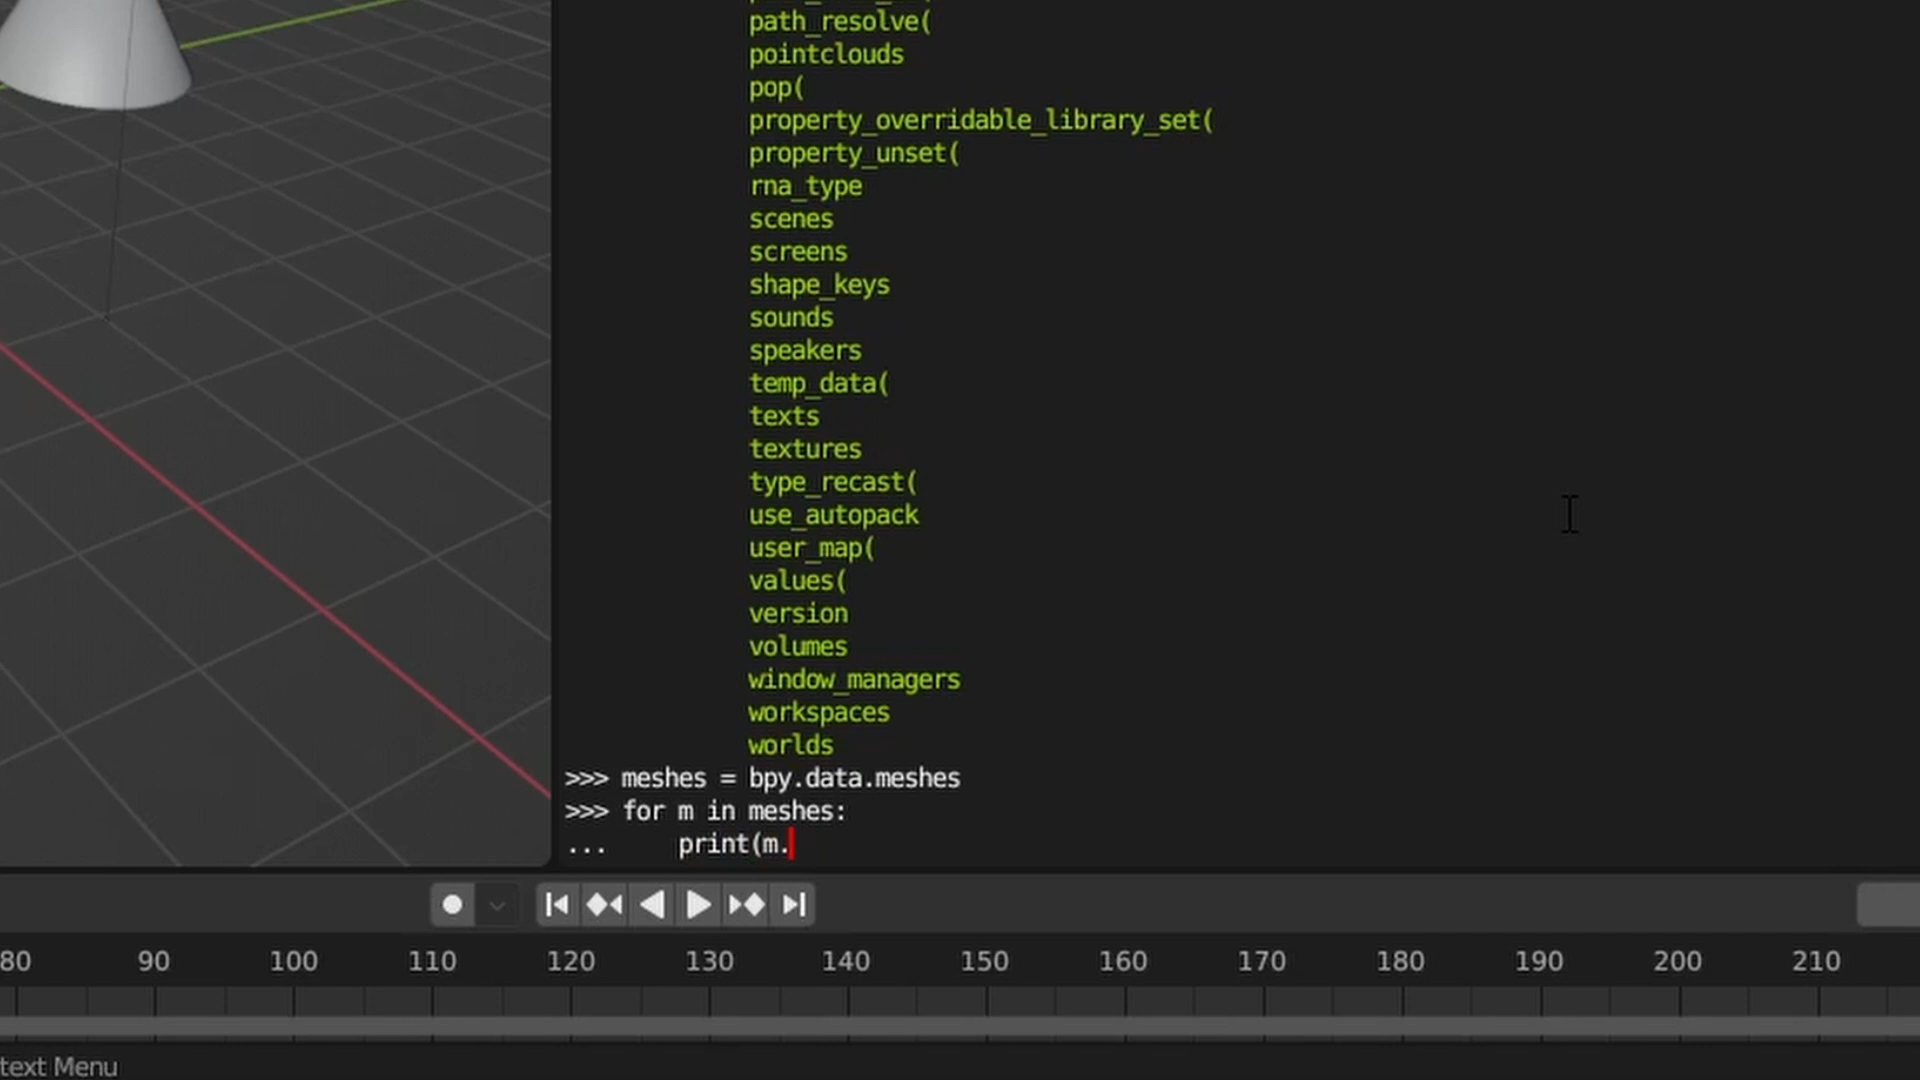 path_resolve(
pointclouds
pop(
property_overridable_library_set(
property_unset(
rna_type
scenes
screens
shape_keys
sounds
speakers
temp_data(
texts
textures
type_recast(
use_autopack
user_map(
values(
version
volumes
window_managers
workspaces
worlds
>>> meshes = bpy.data.meshes
>>> for m in meshes:
...     print(m.
80 90 100 110 120 130 140 150 160 170 180 190 200 210
text Menu